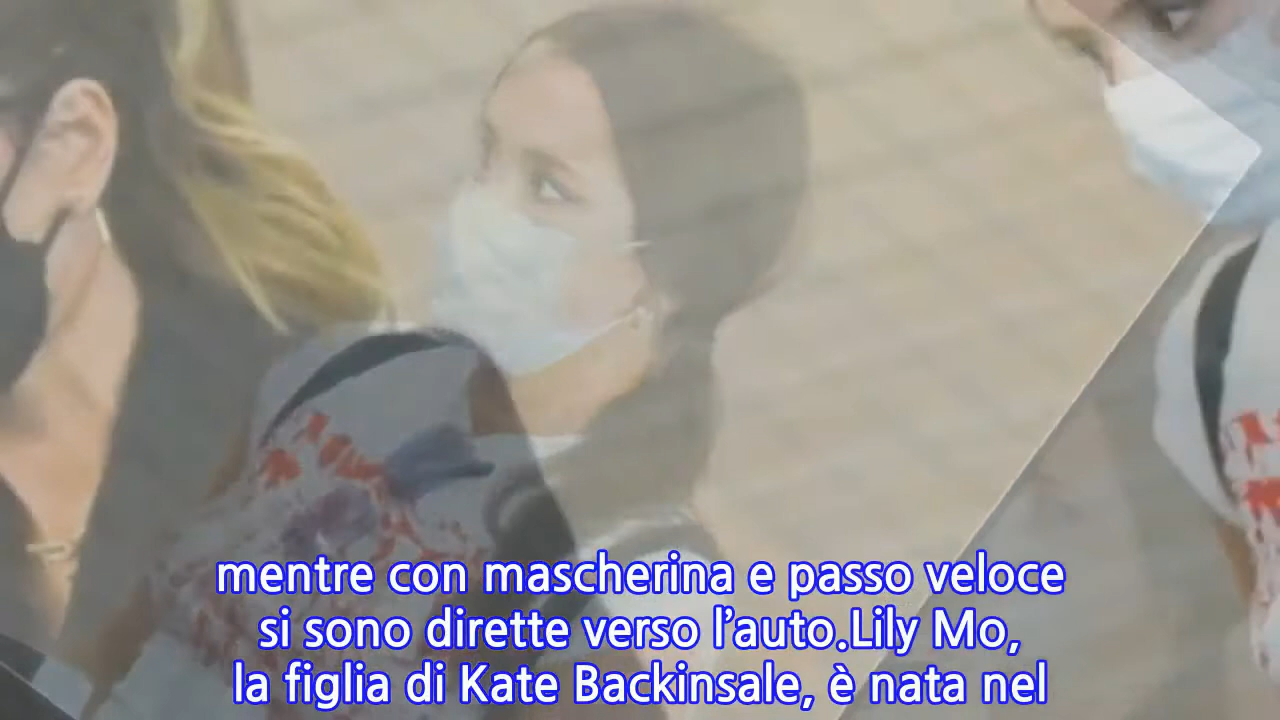 mentre con mascherina e passo veloce
si sono dirette verso l'auto.Lily Mo,
la figlia di Kate Backinsale, è nata nel